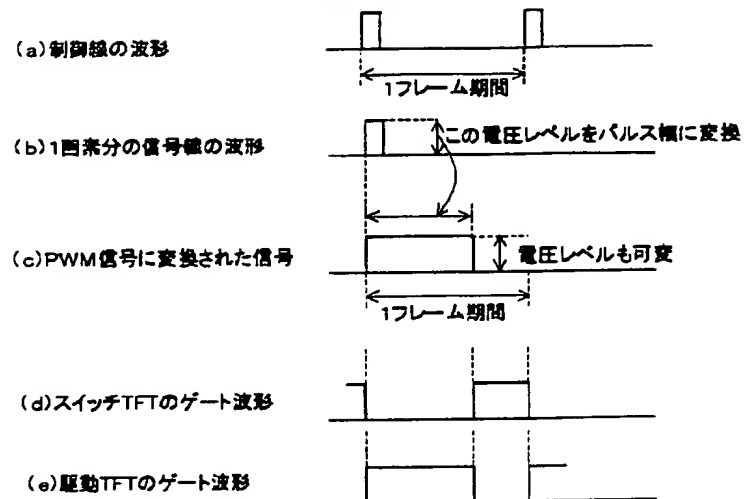 (a)制御線の波形
1フレーム期間
(b)1画素分の信号線の波形
この電圧レベルをパルス幅に変換
(c)PWM信号に変換された信号
電圧レベルも可変
1フレーム期間
(d)スイッチTFTのゲート波形
(e)駆動TFTのゲート波形